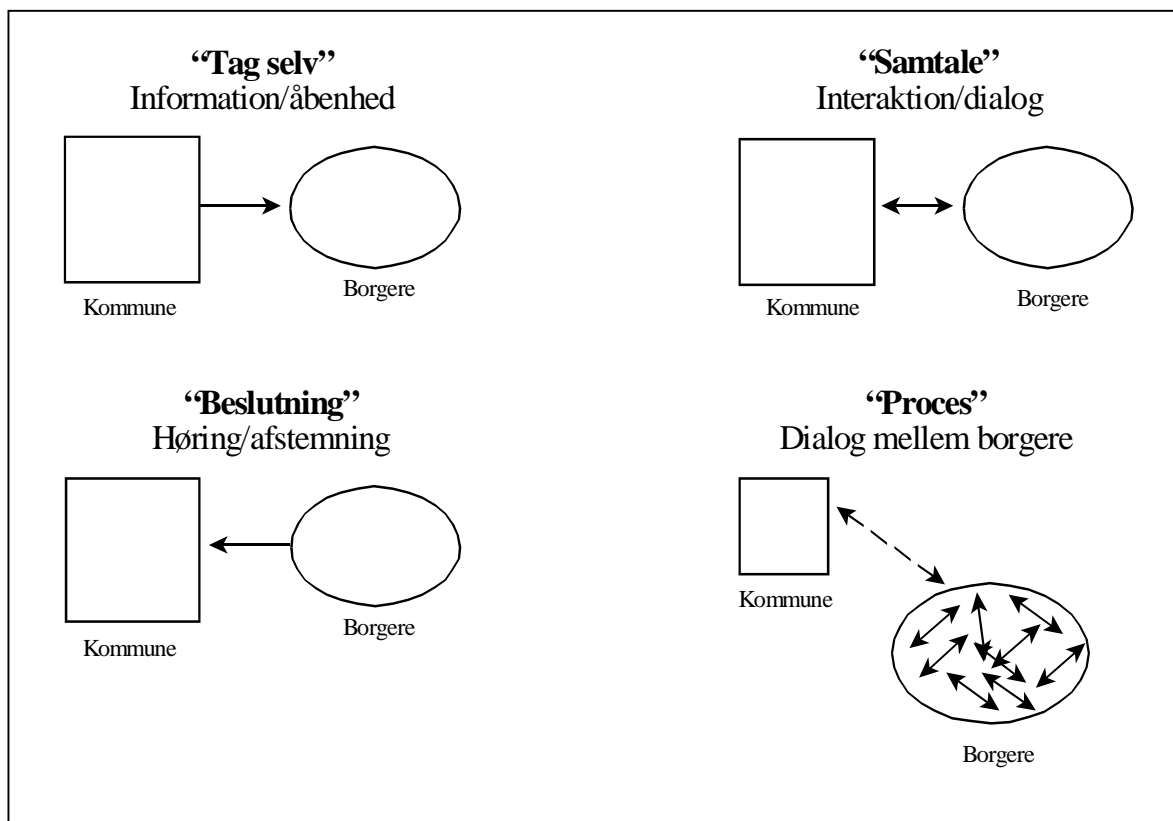 “Tag selv”
Information/åbenhed
Kommune
Borgere
“Samtale”
Interaktion/dialog
Kommune
Borgere
“Beslutning”
Høring/afstemning
Kommune
Borgere
“Proces”
Dialog mellem borgere
Kommune
Borgere